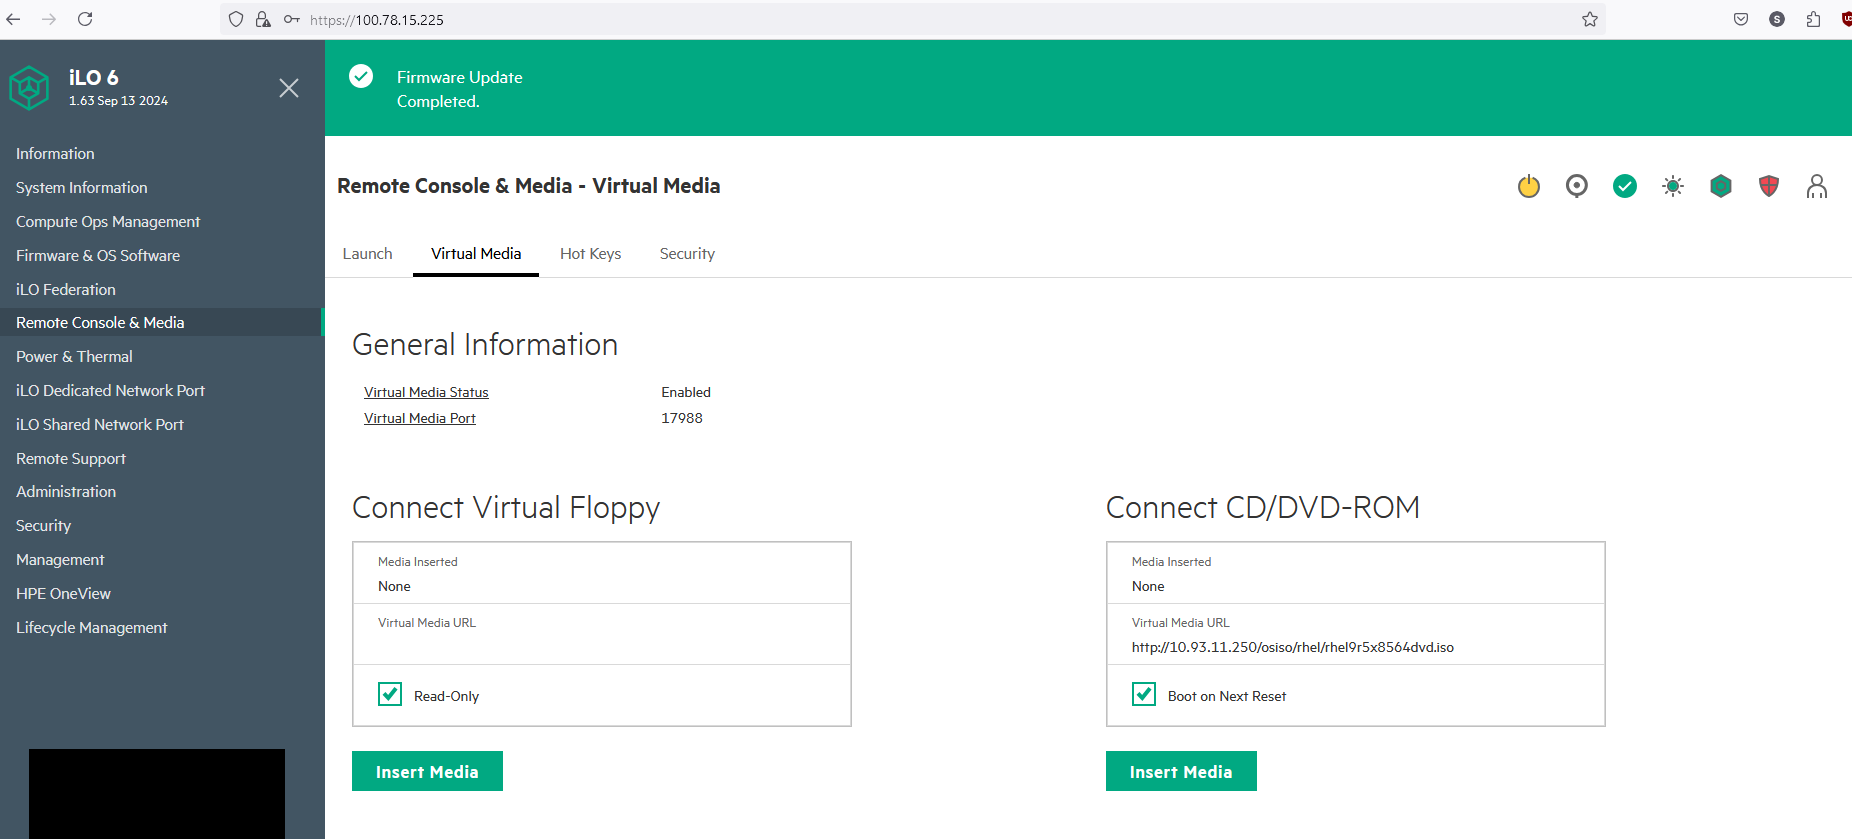 https://100.78.15.225
iLO 6
1.63 Sep 13 2024
Information
System Information
Compute Ops Management
Firmware & OS Software
iLO Federation
Remote Console & Media
Power & Thermal
iLO Dedicated Network Port
iLO Shared Network Port
Remote Support
Administration
Security
Management
HPE OneView
Lifecycle Management
Firmware Update
Completed.
Remote Console & Media - Virtual Media
Launch
Virtual Media
Hot Keys
Security
General Information
Virtual Media Status Enabled
Virtual Media Port 17988
Connect Virtual Floppy
Media Inserted
None
Virtual Media URL
Read-Only
Insert Media
Connect CD/DVD-ROM
Media Inserted
None
Virtual Media URL
http://10.93.11.250/osiso/rhel/rhel9r5x8564dvd.iso
Boot on Next Reset
Insert Media